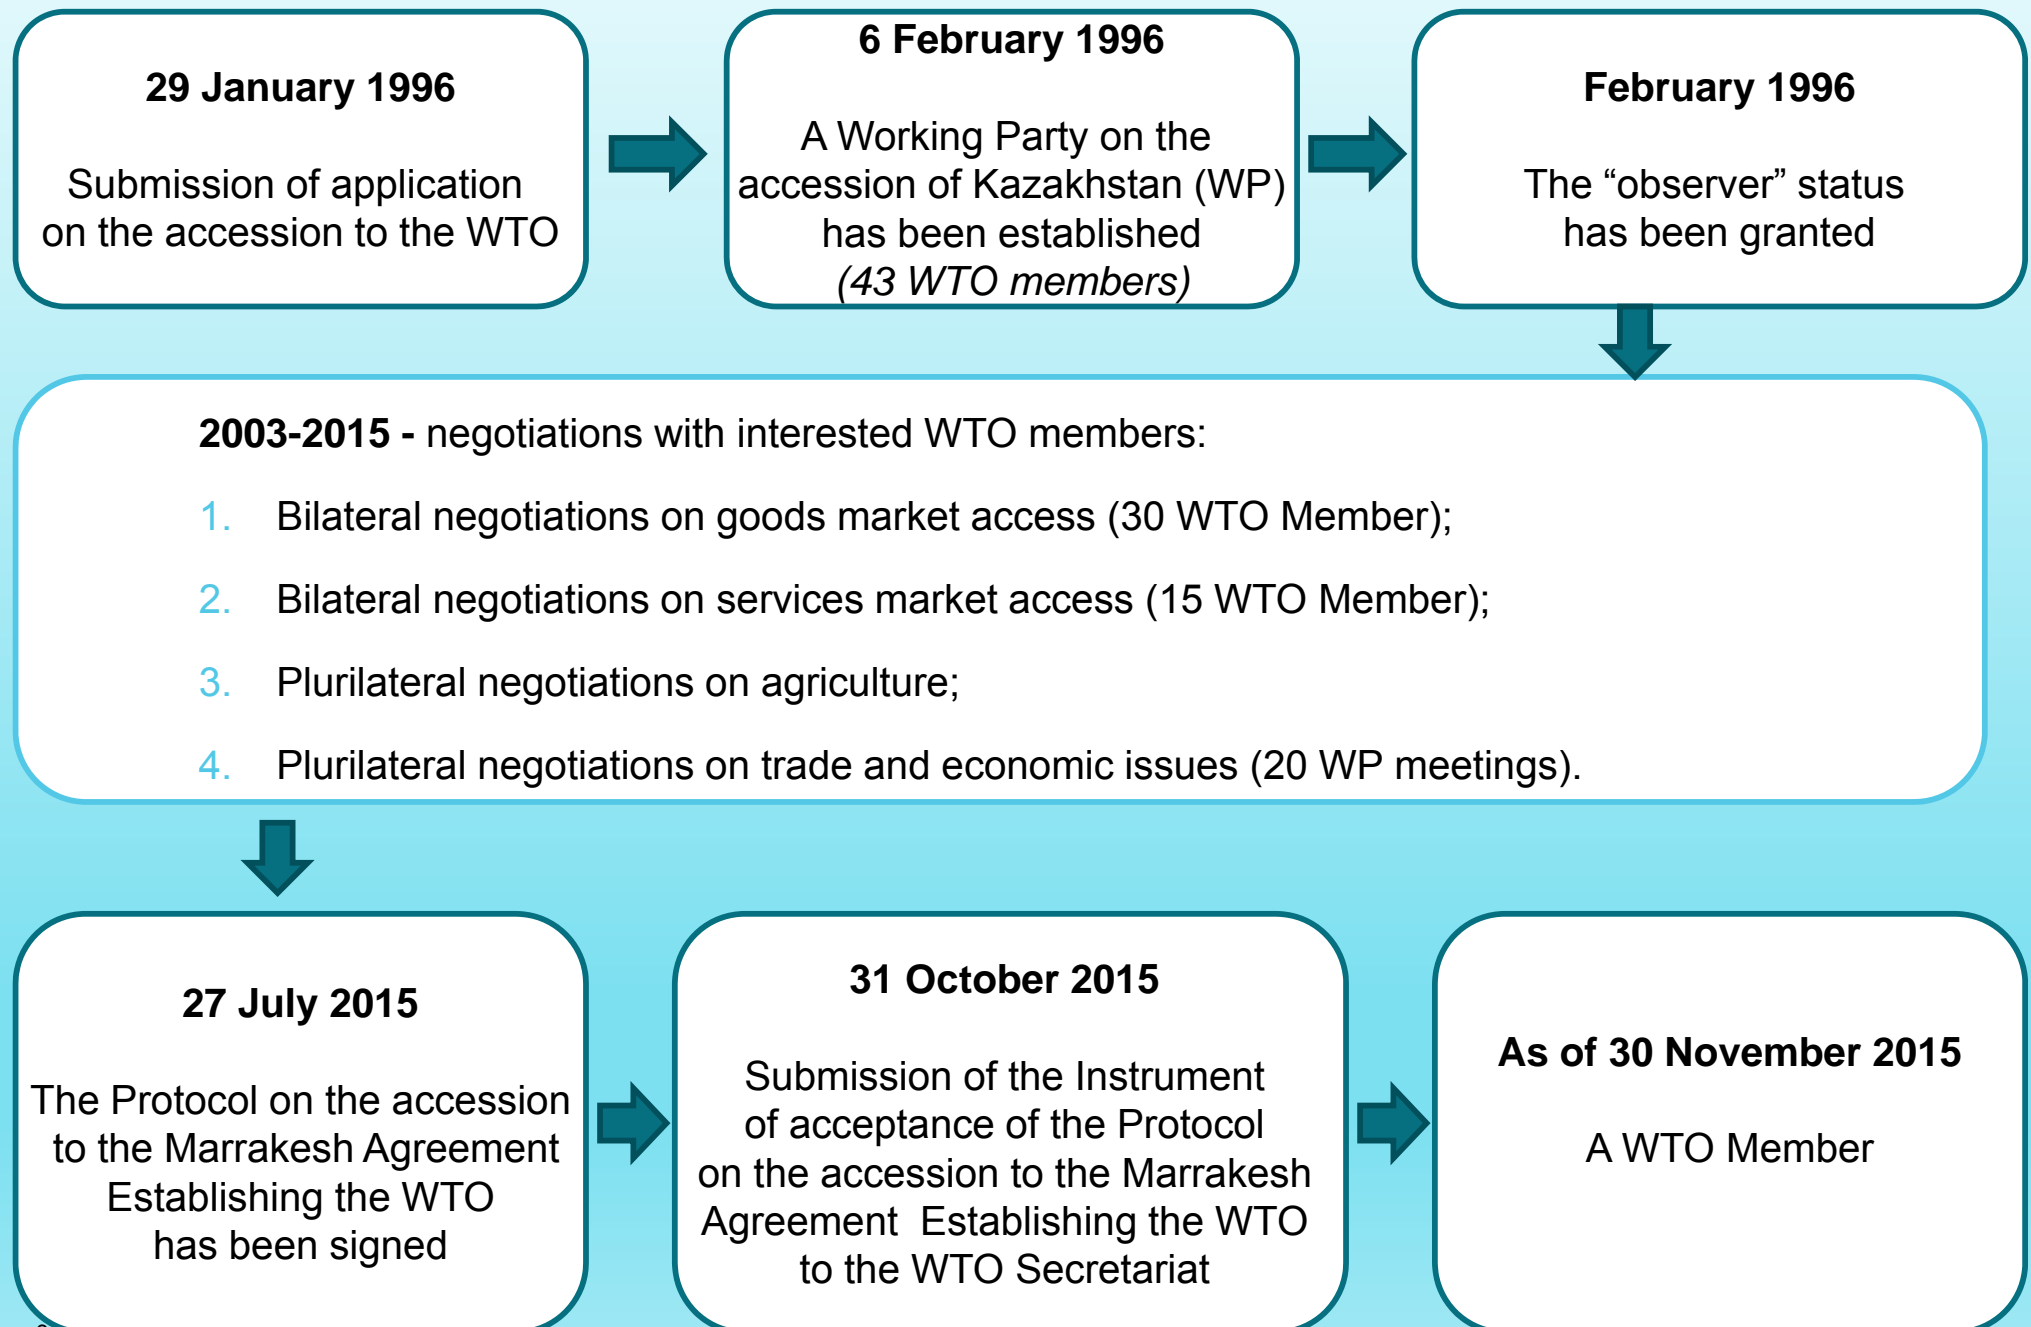 29 January 1996
Submission of application
on the accession to the WTO
6 February 1996
A Working Party on the
accession of Kazakhstan (WP)
has been established
(43 WTO members)
February 1996
The “observer” status
has been granted
2003-2015 - negotiations with interested WTO members:
1. Bilateral negotiations on goods market access (30 WTO Member);
2. Bilateral negotiations on services market access (15 WTO Member);
3. Plurilateral negotiations on agriculture;
4. Plurilateral negotiations on trade and economic issues (20 WP meetings).
27 July 2015
The Protocol on the accession
to the Marrakesh Agreement
Establishing the WTO
has been signed
31 October 2015
Submission of the Instrument
of acceptance of the Protocol
on the accession to the Marrakesh
Agreement  Establishing the WTO
to the WTO Secretariat
As of 30 November 2015
A WTO Member